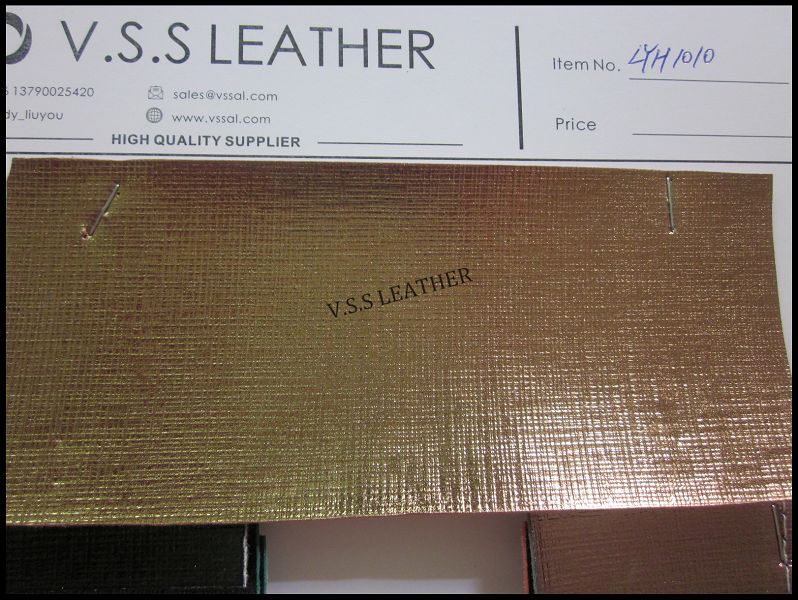 V.S.S LEATHER
Item No. LYH1010
13790025420
sales@vssal.com
dy_liuyou
www.vssal.com
Price
HIGH QUALITY SUPPLIER
V.S.S LEATHER